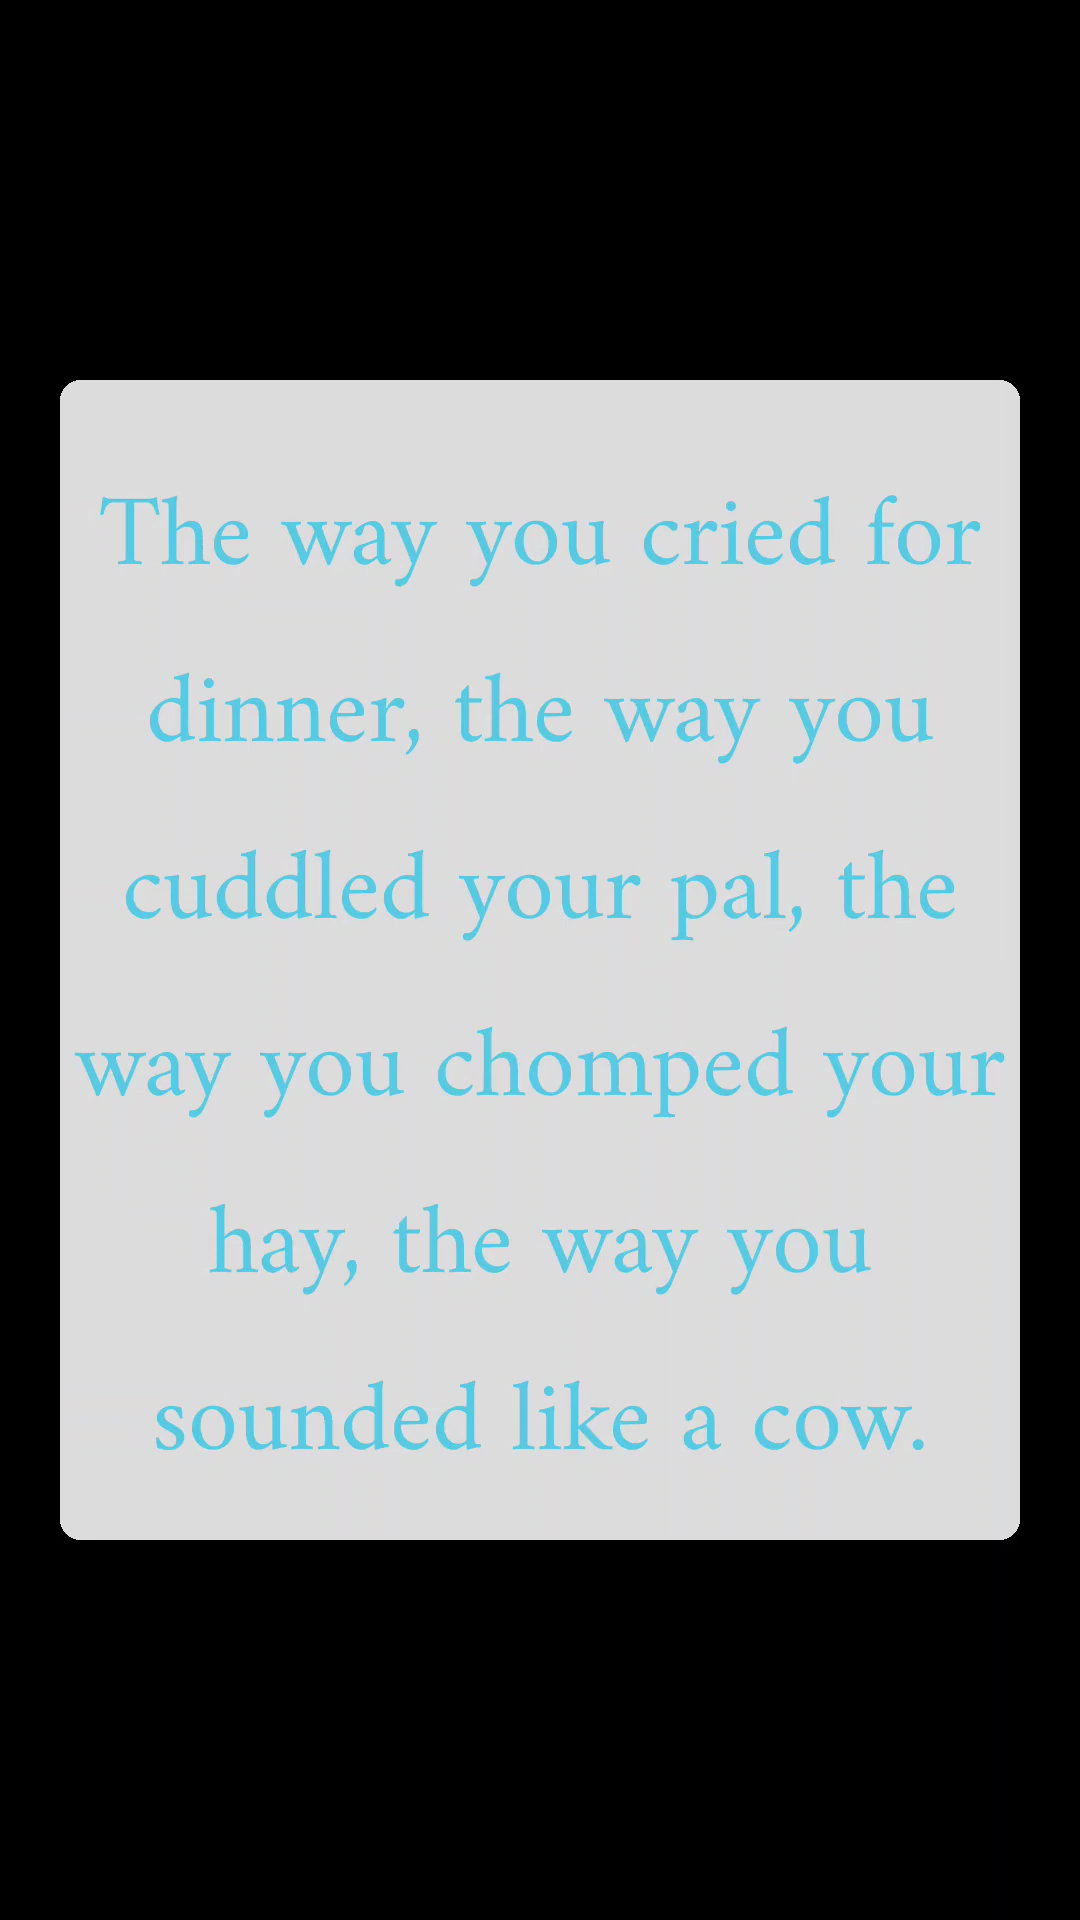 The way you cried for
dinner, the way you
cuddled your pal, the
way you chomped your
hay, the way you
sounded like a cow.